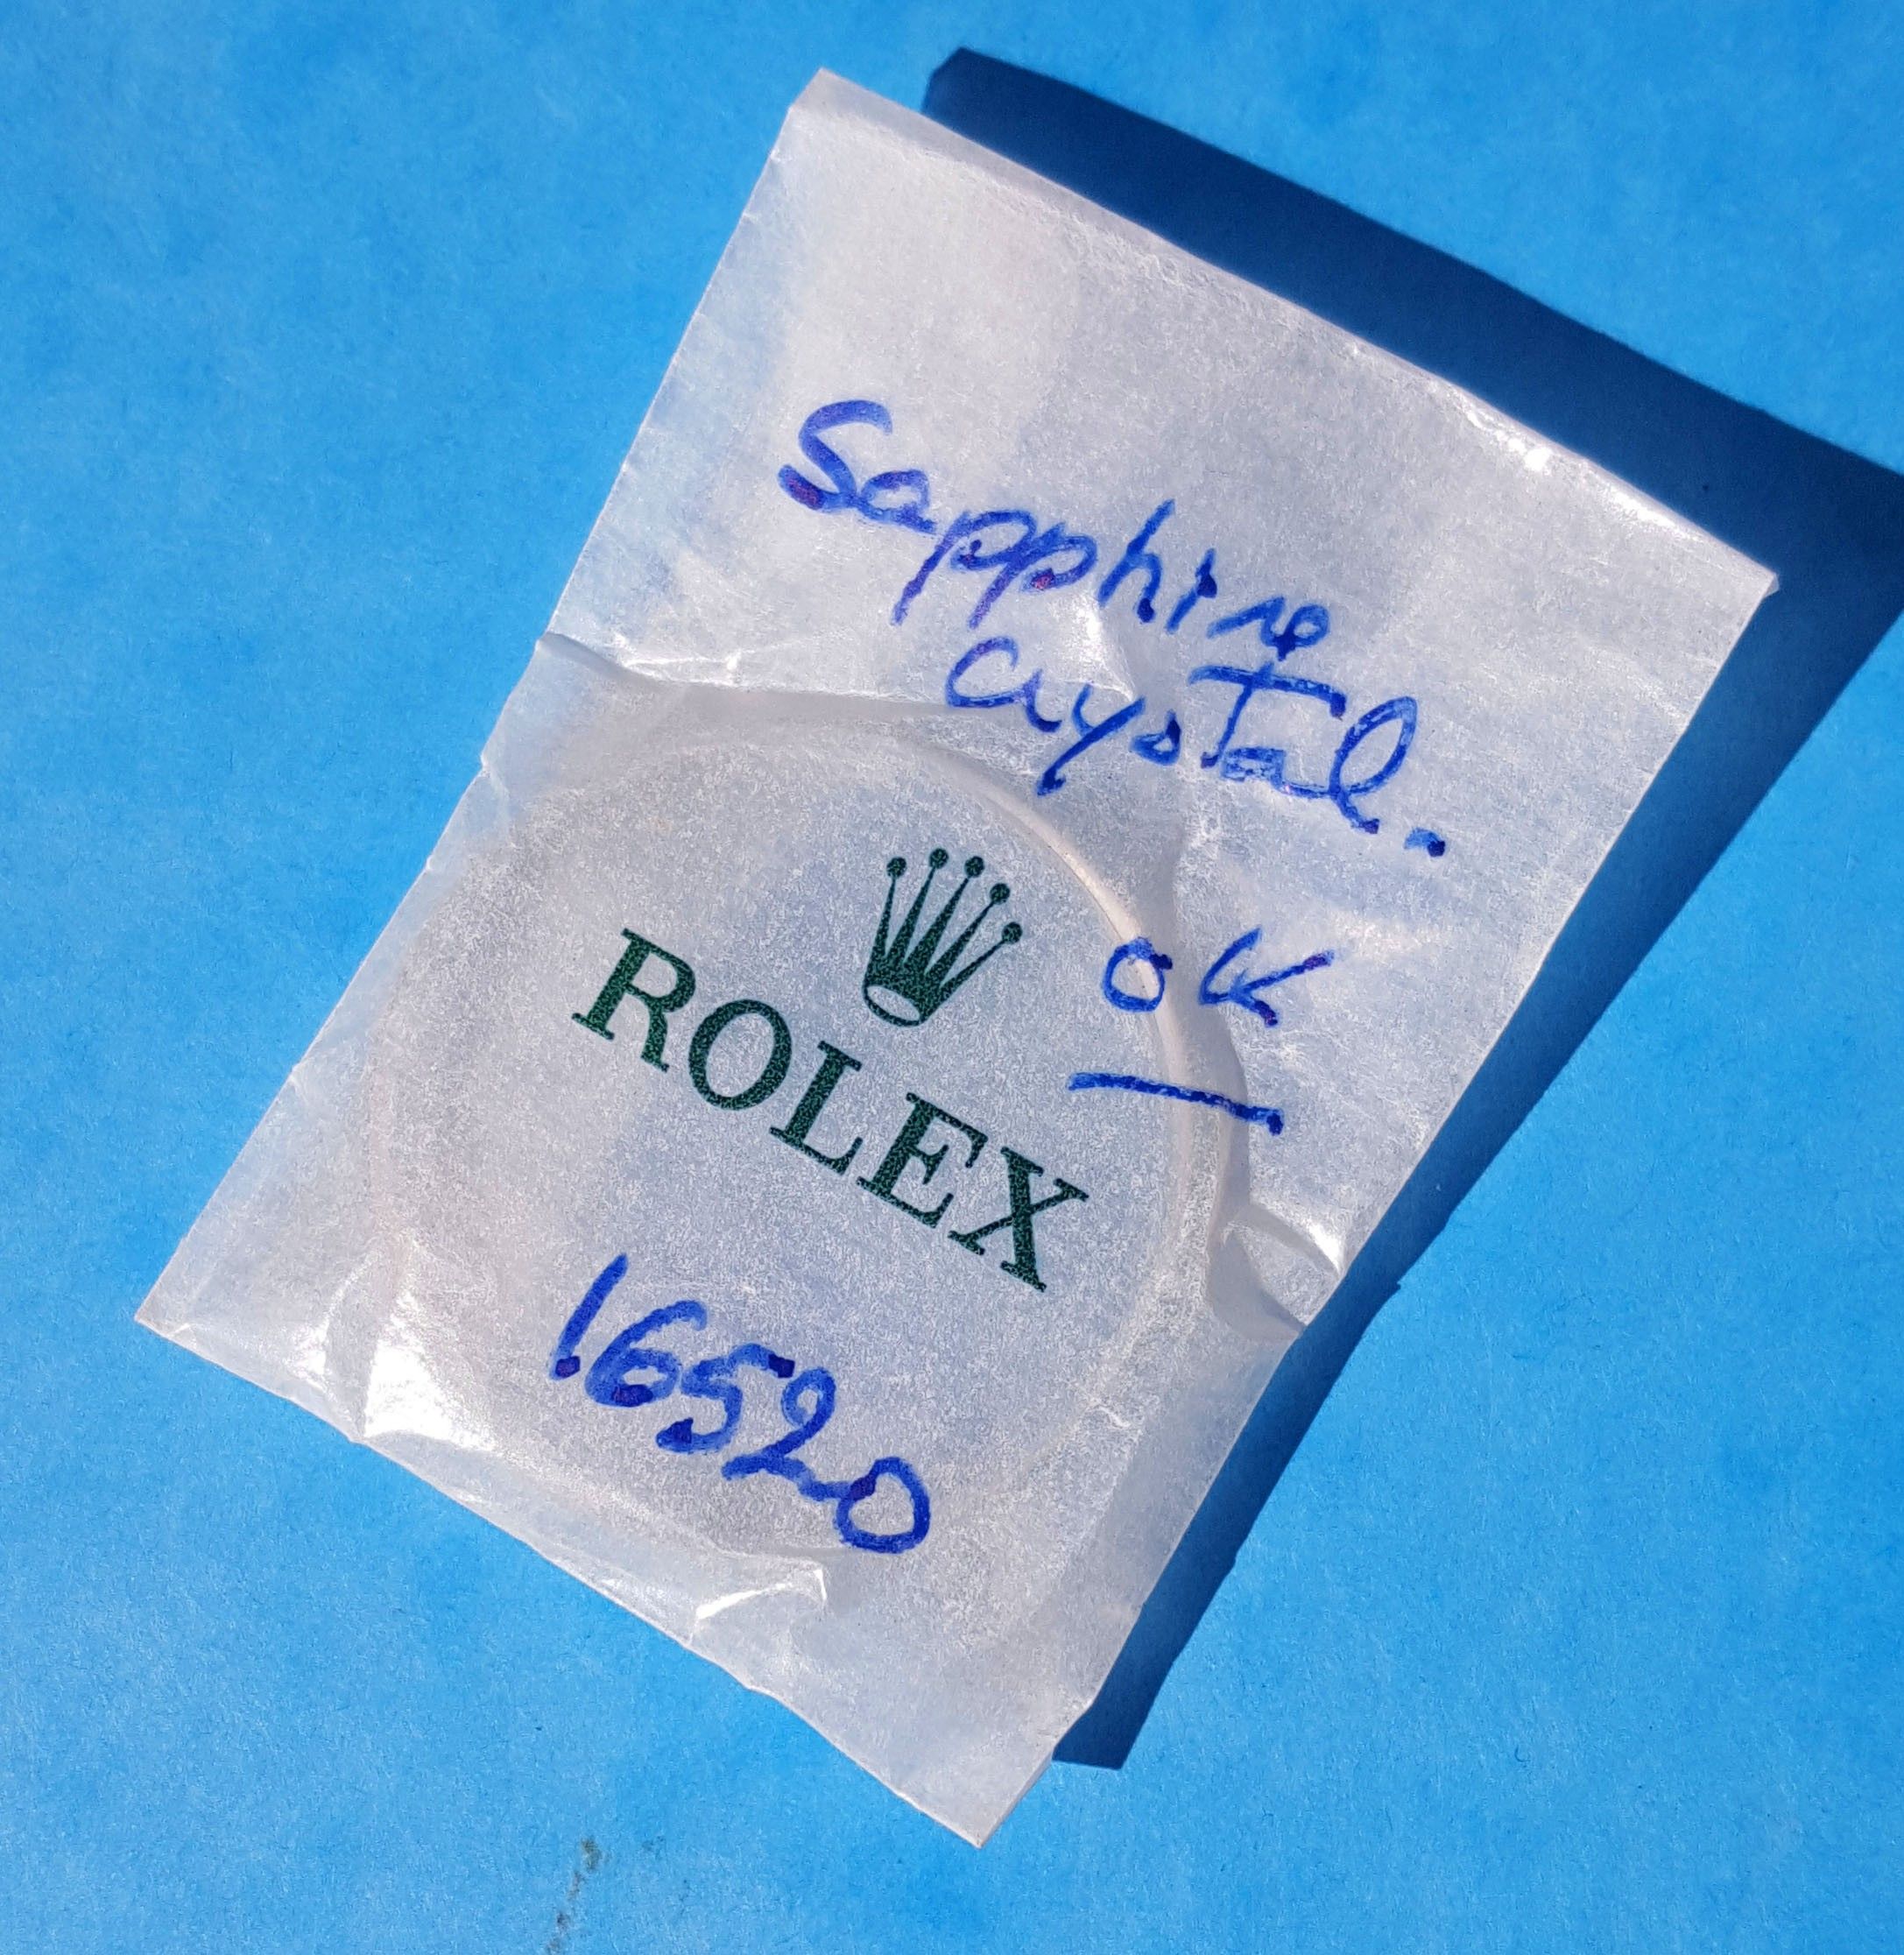 Sapphire
crystal.
OK
ROLEX
16520